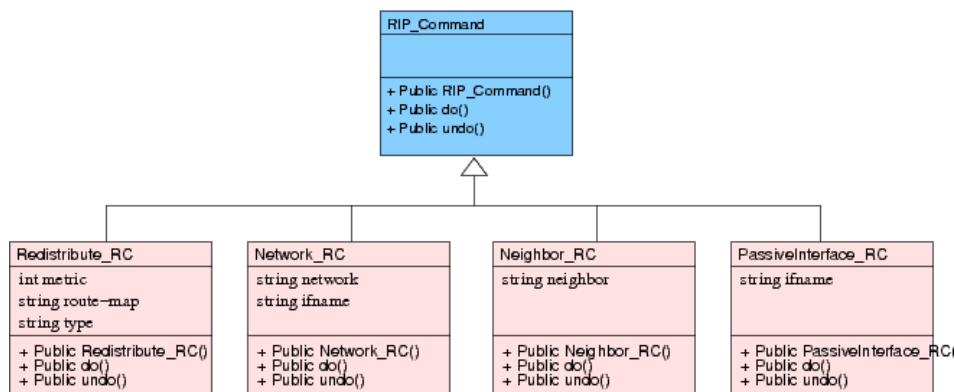 RIP_Command
+ Public RIP_Command()
+ Public do()
+ Public undo()
Redistribute_RC
int metric
string route-map
string type
+ Public Redistribute_RC()
+ Public do()
+ Public undo()
Network_RC
string network
string ifname
+ Public Network_RC()
+ Public do()
+ Public undo()
Neighbor_RC
string neighbor
+ Public Neighbor_RC()
+ Public do()
+ Public undo()
PassiveInterface_RC
string ifname
+ Public PassiveInterface_RC()
+ Public do()
+ Public undo()